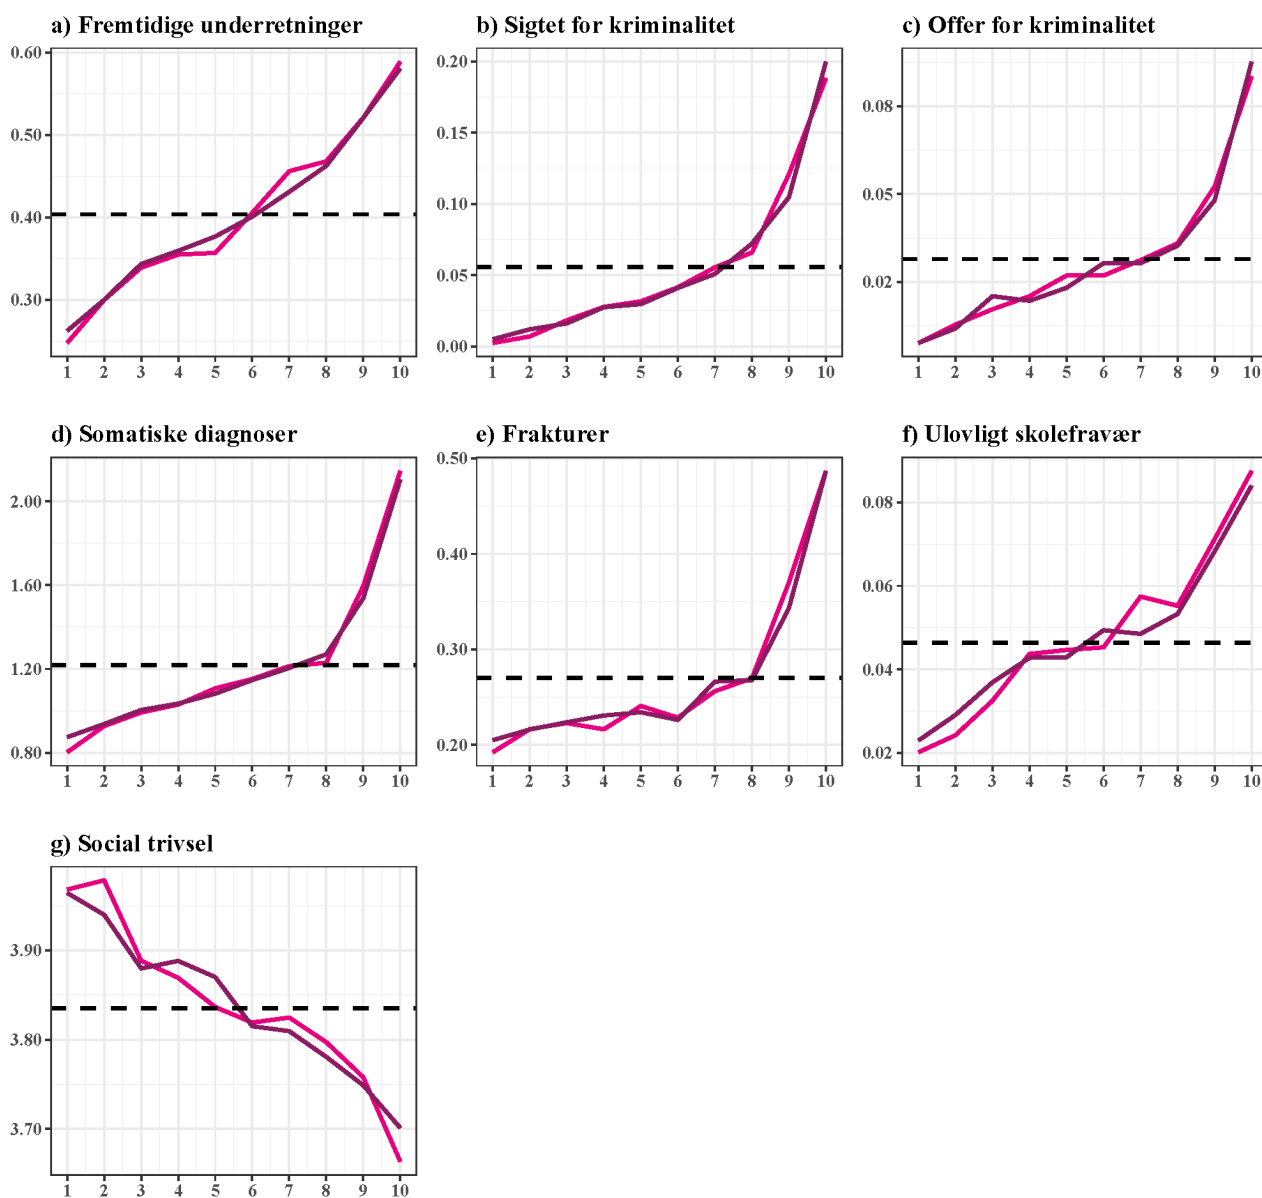 a) Fremtidige underretninger
0.60
0.50
0.40
0.30
1 2 3 4 5 6 7 8 9 10
b) Sigtet for kriminalitet
0.20
0.15
0.10
0.05
0.00
1 2 3 4 5 6 7 8 9 10
c) Offer for kriminalitet
0.08
0.05
0.02
1 2 3 4 5 6 7 8 9 10
d) Somatiske diagnoser
2.00
1.60
1.20
0.80
1 2 3 4 5 6 7 8 9 10
e) Frakturer
0.50
0.40
0.30
0.20
1 2 3 4 5 6 7 8 9 10
f) Ulovligt skolefravær
0.08
0.06
0.04
0.02
1 2 3 4 5 6 7 8 9 10
g) Social trivsel
3.90
3.80
3.70
1 2 3 4 5 6 7 8 9 10